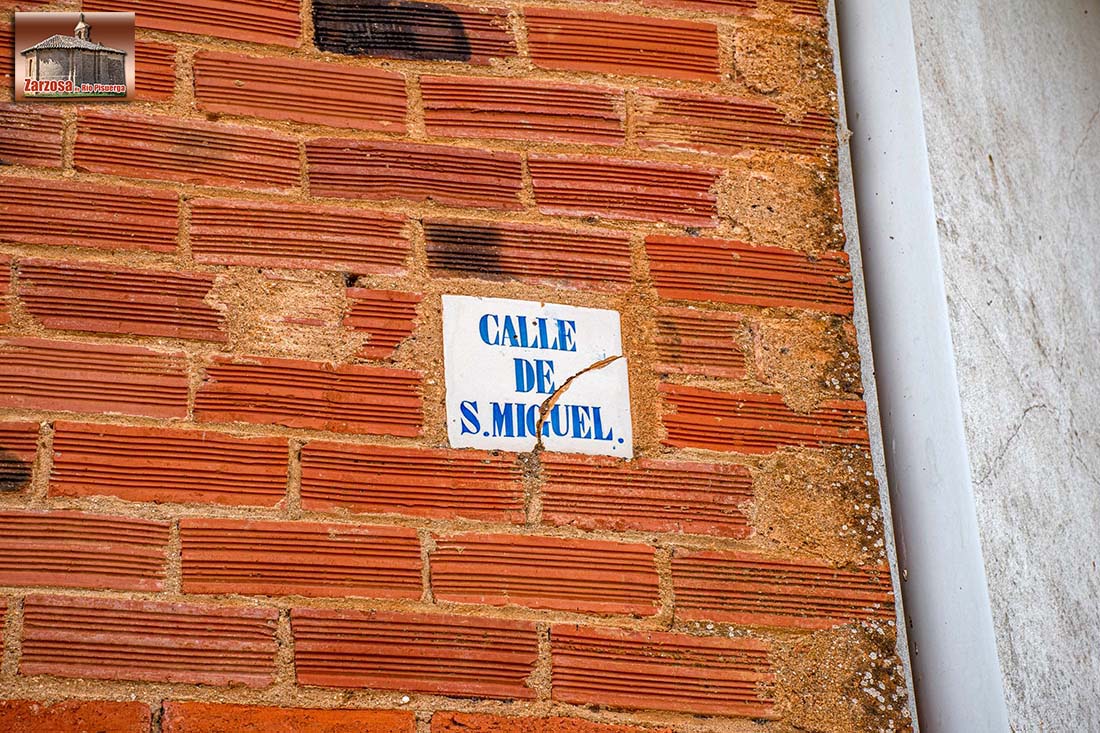 Zarzosa de Río Pisuerga
CALLE
DE
S.MIGUEL.